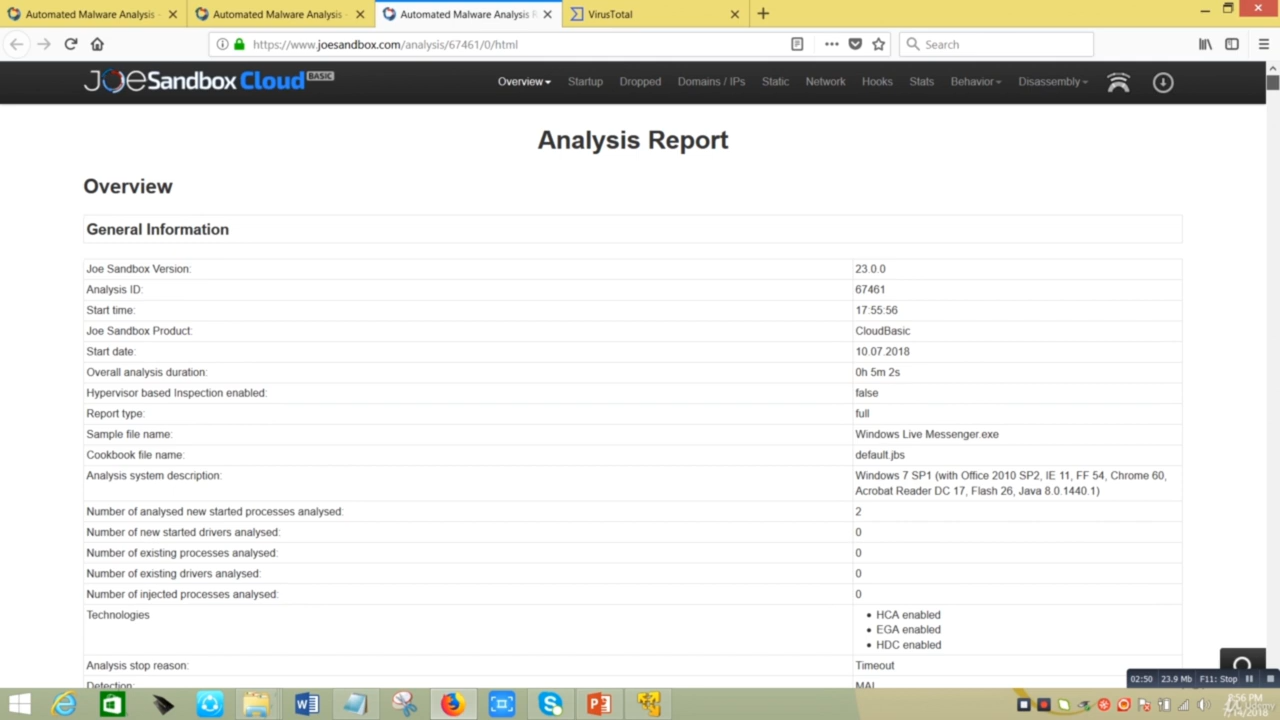 Automated Malware Analysis -
Automated Malware Analysis -
Automated Malware Analysis R
VirusTotal
https://www.joesandbox.com/analysis/67461/0/html
Search
JOeSandbox Cloud BASIC
Overview
Startup
Dropped
Domains / IPs
Static
Network
Hooks
Stats
Behavior
Disassembly
Analysis Report
Overview
General Information
Joe Sandbox Version: 23.0.0
Analysis ID: 67461
Start time: 17:55:56
Joe Sandbox Product: CloudBasic
Start date: 10.07.2018
Overall analysis duration: 0h 5m 2s
Hypervisor based Inspection enabled: false
Report type: full
Sample file name: Windows Live Messenger.exe
Cookbook file name: default.jbs
Analysis system description: Windows 7 SP1 (with Office 2010 SP2, IE 11, FF 54, Chrome 60,
Acrobat Reader DC 17, Flash 26, Java 8.0.1440.1)
Number of analysed new started processes analysed: 2
Number of new started drivers analysed: 0
Number of existing processes analysed: 0
Number of existing drivers analysed: 0
Number of injected processes analysed: 0
Technologies
• HCA enabled
• EGA enabled
• HDC enabled
Analysis stop reason: Timeout
Detection: MAL
02:50 23.9 Mb F11: Stop
7/14/2018